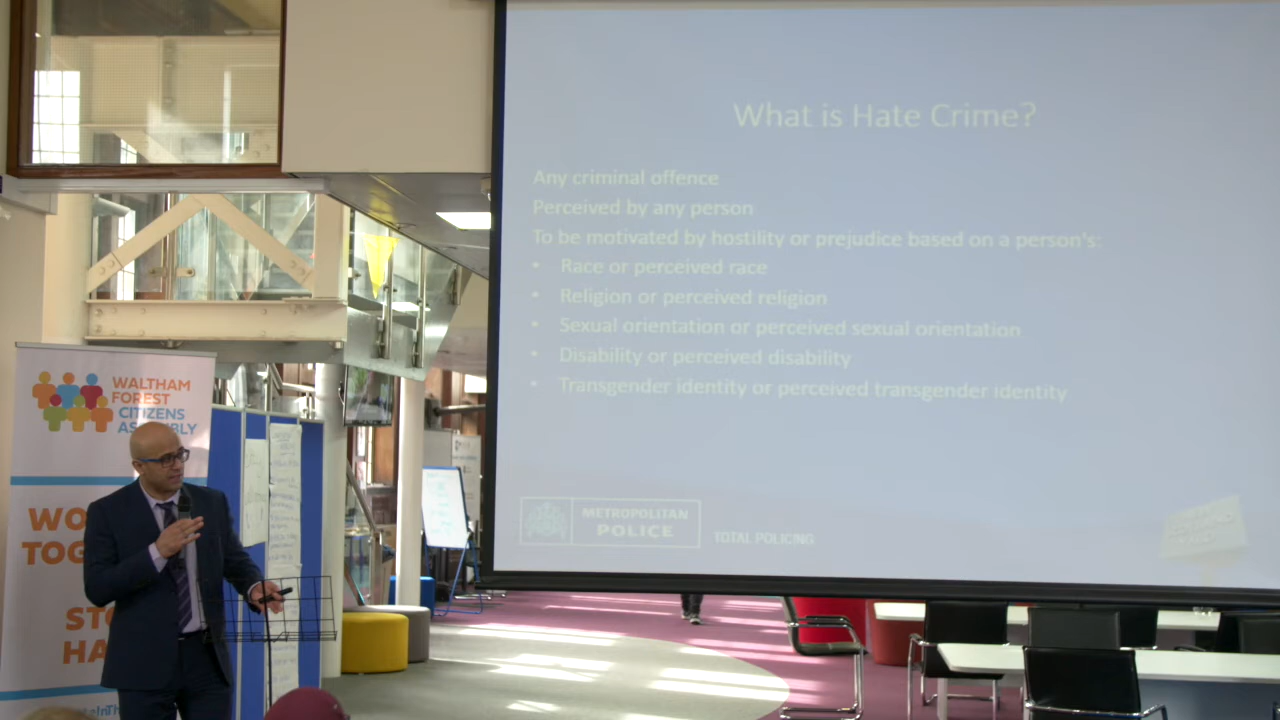 What is Hate Crime?
Any criminal offence
Perceived by any person
To be motivated by hostility or prejudice based on a person's:
• Race or perceived race
• Religion or perceived religion
• Sexual orientation or perceived sexual orientation
• Disability or perceived disability
• Transgender identity or perceived transgender identity
METROPOLITAN
POLICE
TOTAL POLICING
WALTHAM
FOREST
CITIZENS
WO
TOG
ST
HA